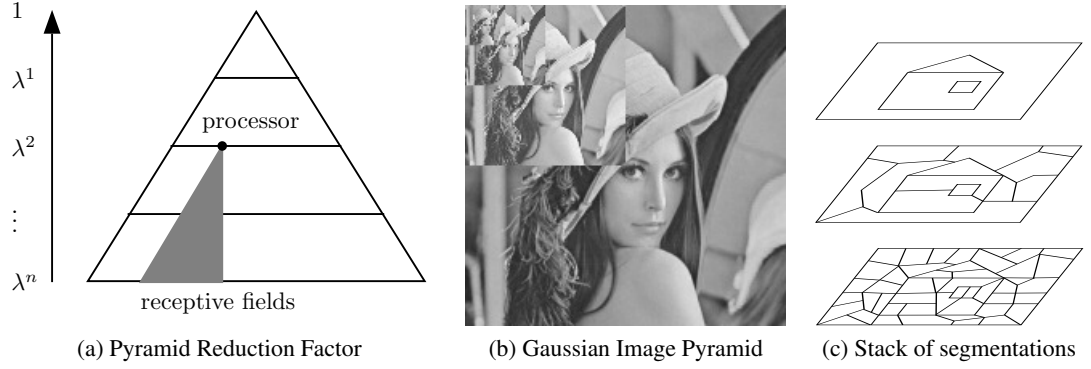 1
λ¹
λ²
⋮
λⁿ
processor
receptive fields
(a) Pyramid Reduction Factor
(b) Gaussian Image Pyramid
(c) Stack of segmentations